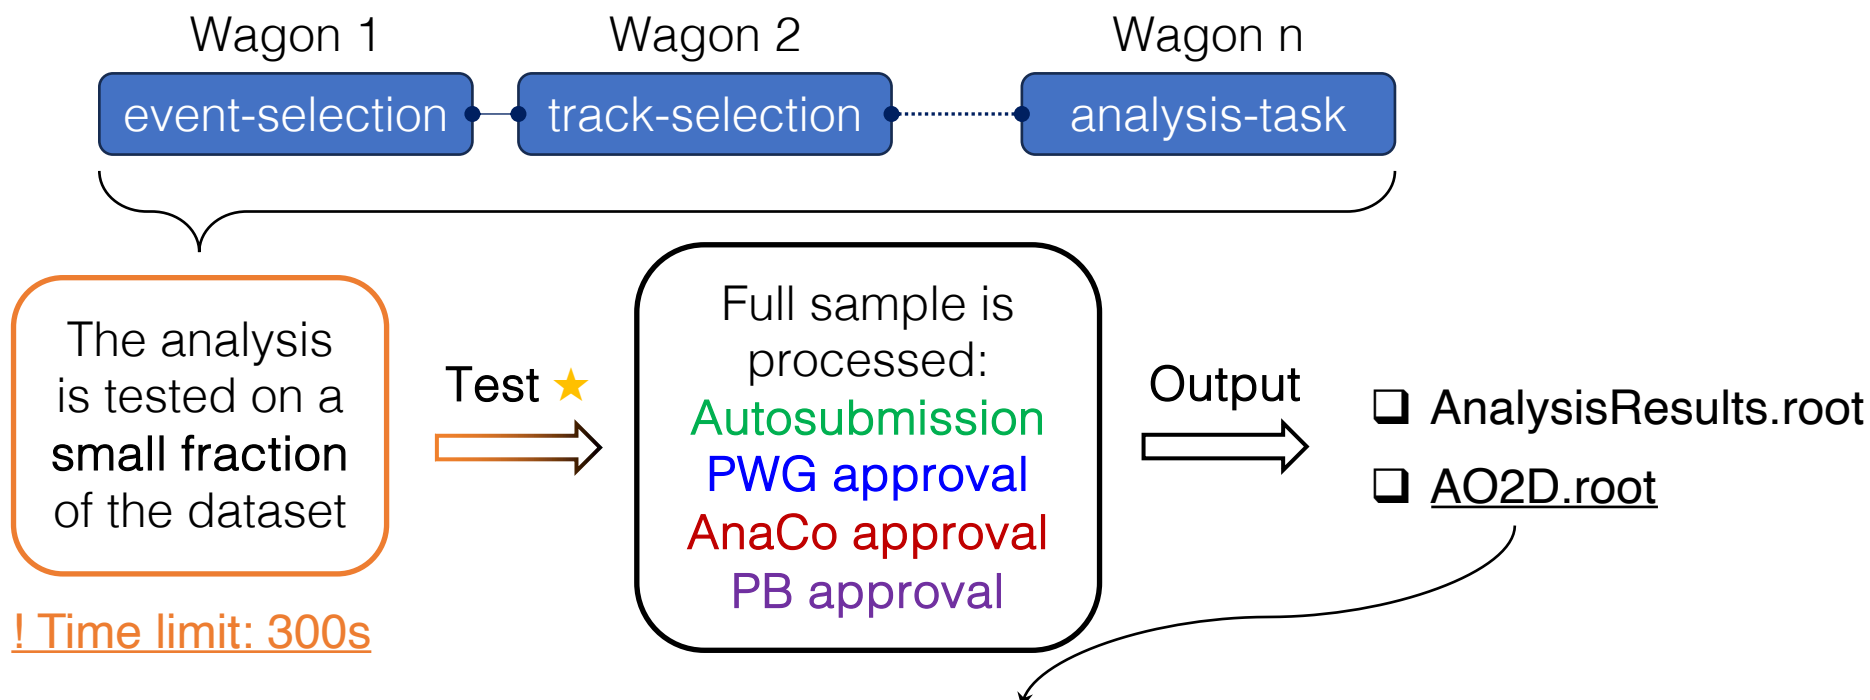 Wagon 1
Wagon 2
Wagon n
event-selection
track-selection
analysis-task
The analysis
is tested on a
small fraction
of the dataset
! Time limit: 300s
Test
Full sample is
processed:
Autosubmission
PWG approval
AnaCo approval
PB approval
Output
AnalysisResults.root
AO2D.root